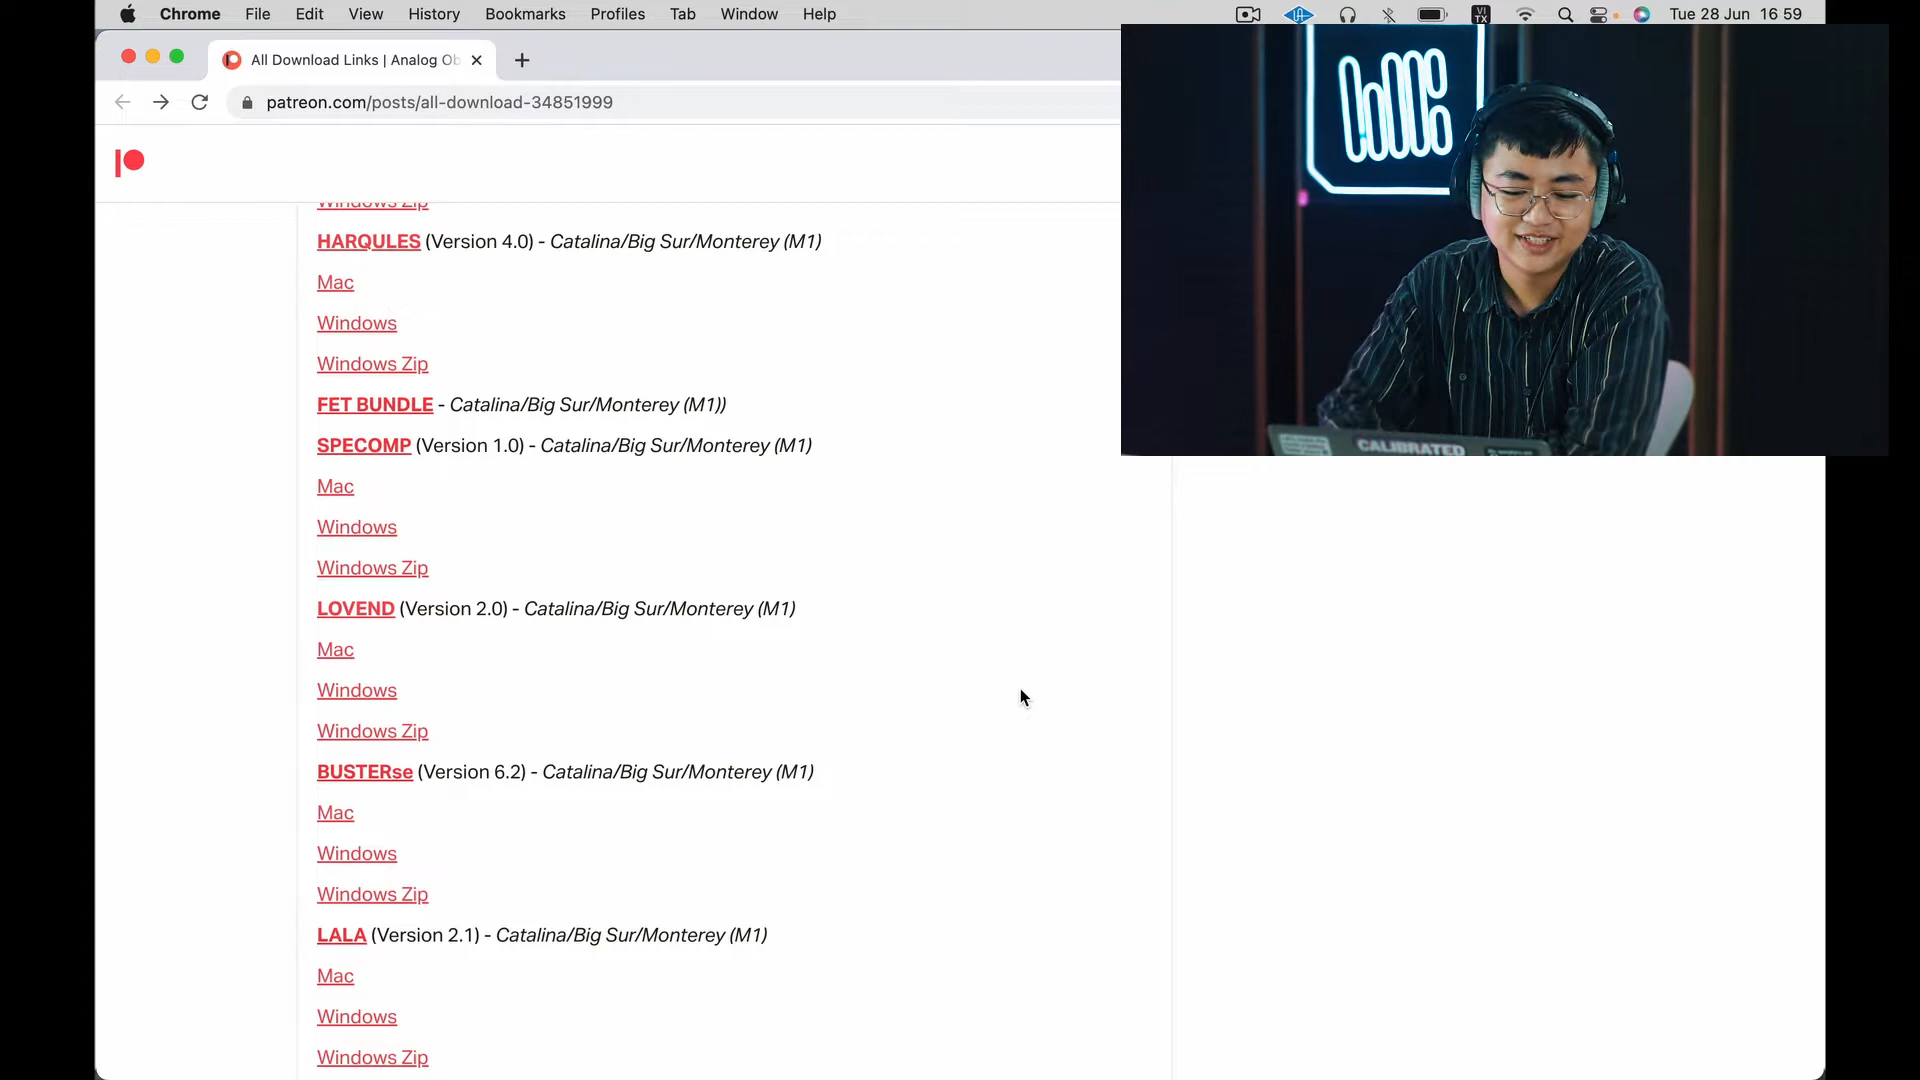 Chrome File Edit View History Bookmarks Profiles Tab Window Help
VI
TX
Tue 28 Jun 16:59
All Download Links | Analog Ob
patreon.com/posts/all-download-34851999
Windows Zip
HARQULES (Version 4.0) - Catalina/Big Sur/Monterey (M1)
Mac
Windows
Windows Zip
FET BUNDLE - Catalina/Big Sur/Monterey (M1))
SPECOMP (Version 1.0) - Catalina/Big Sur/Monterey (M1)
Mac
Windows
Windows Zip
LOVEND (Version 2.0) - Catalina/Big Sur/Monterey (M1)
Mac
Windows
Windows Zip
BUSTERse (Version 6.2) - Catalina/Big Sur/Monterey (M1)
Mac
Windows
Windows Zip
LALA (Version 2.1) - Catalina/Big Sur/Monterey (M1)
Mac
Windows
Windows Zip
CALIBRATED